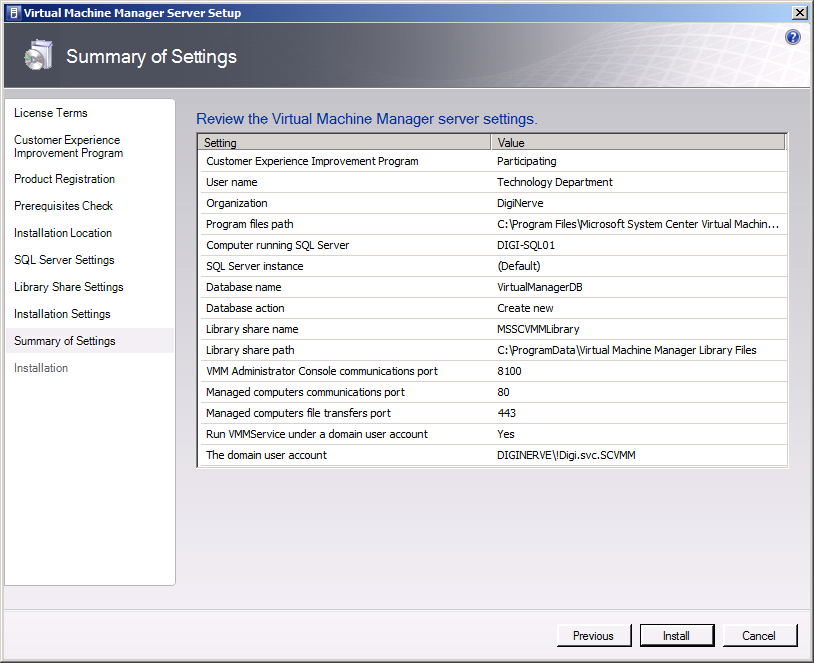 Virtual Machine Manager Server Setup
Summary of Settings
License Terms
Customer Experience
Improvement Program
Product Registration
Prerequisites Check
Installation Location
SQL Server Settings
Library Share Settings
Installation Settings
Summary of Settings
Installation
Review the Virtual Machine Manager server settings.
Setting Value
Customer Experience Improvement Program Participating
User name Technology Department
Organization DigiNerve
Program files path C:\Program Files\Microsoft System Center Virtual Machin...
Computer running SQL Server DIGI-SQL01
SQL Server instance (Default)
Database name VirtualManagerDB
Database action Create new
Library share name MSSCVMMLibrary
Library share path C:\ProgramData\Virtual Machine Manager Library Files
VMM Administrator Console communications port 8100
Managed computers communications port 80
Managed computers file transfers port 443
Run VMMService under a domain user account Yes
The domain user account DIGINERVE\!Digi.svc.SCVMM
Previous Install Cancel